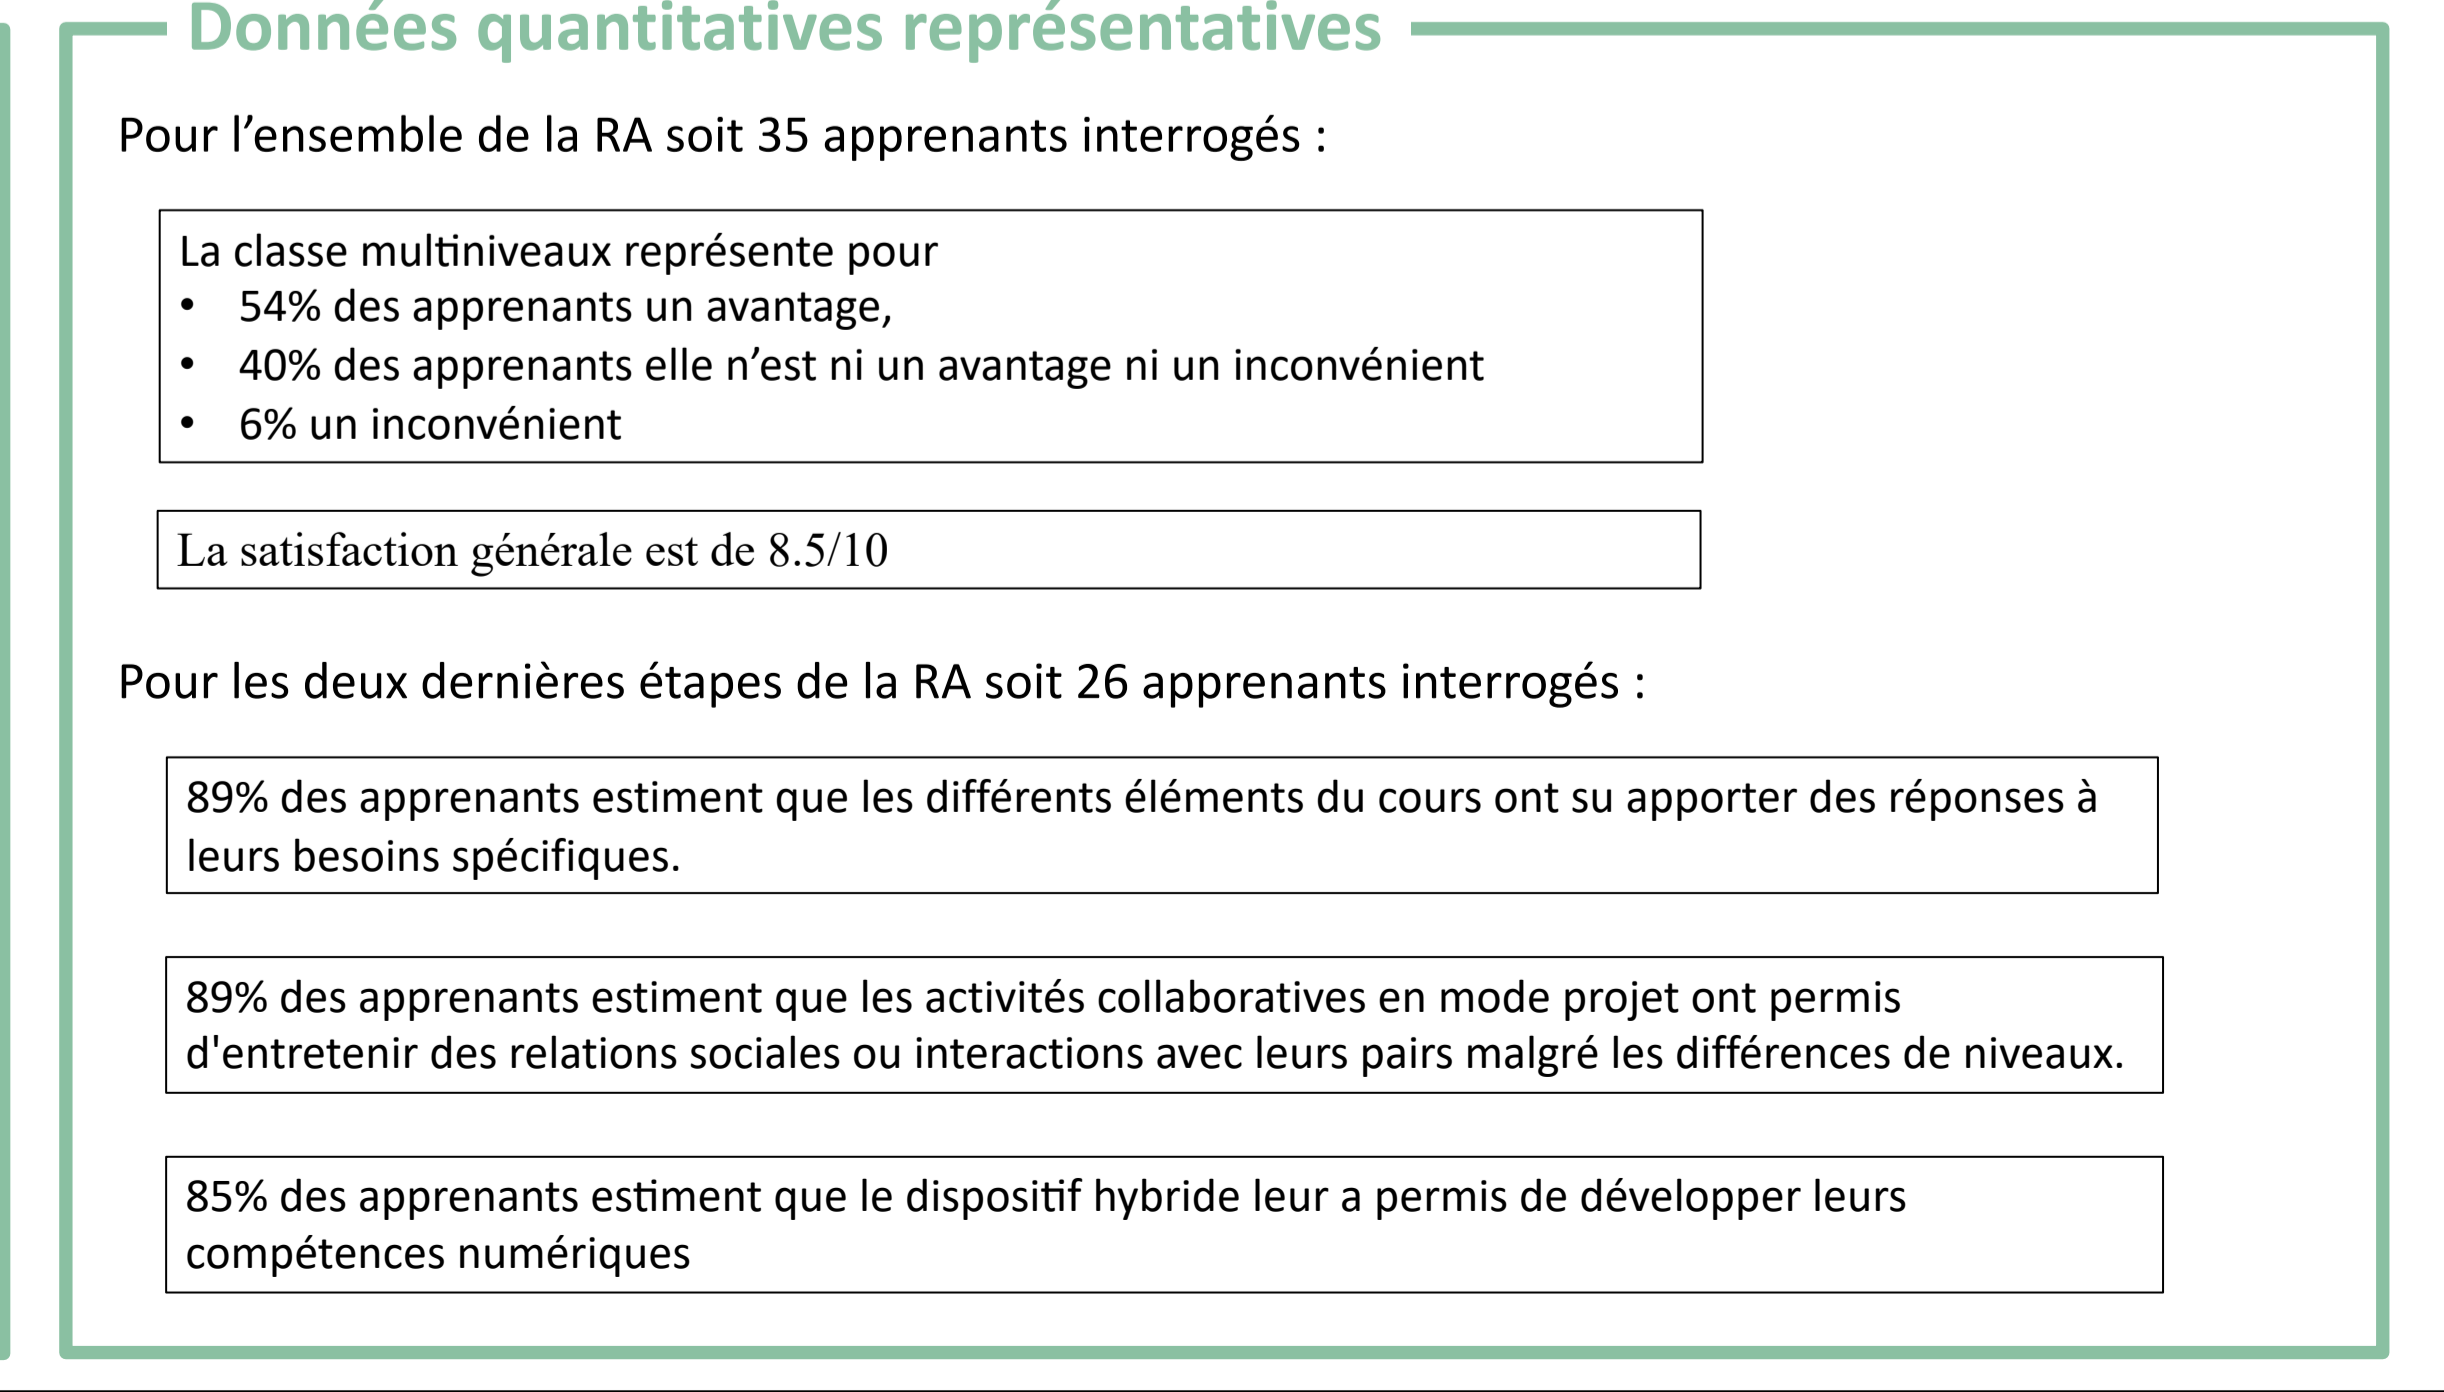 Données quantitatives représentatives
Pour l’ensemble de la RA soit 35 apprenants interrogés :
La classe multiniveaux représente pour
• 54% des apprenants un avantage,
• 40% des apprenants elle n’est ni un avantage ni un inconvénient
• 6% un inconvénient
La satisfaction générale est de 8.5/10
Pour les deux dernières étapes de la RA soit 26 apprenants interrogés :
89% des apprenants estiment que les différents éléments du cours ont su apporter des réponses à
leurs besoins spécifiques.
89% des apprenants estiment que les activités collaboratives en mode projet ont permis
d'entretenir des relations sociales ou interactions avec leurs pairs malgré les différences de niveaux.
85% des apprenants estiment que le dispositif hybride leur a permis de développer leurs
compétences numériques